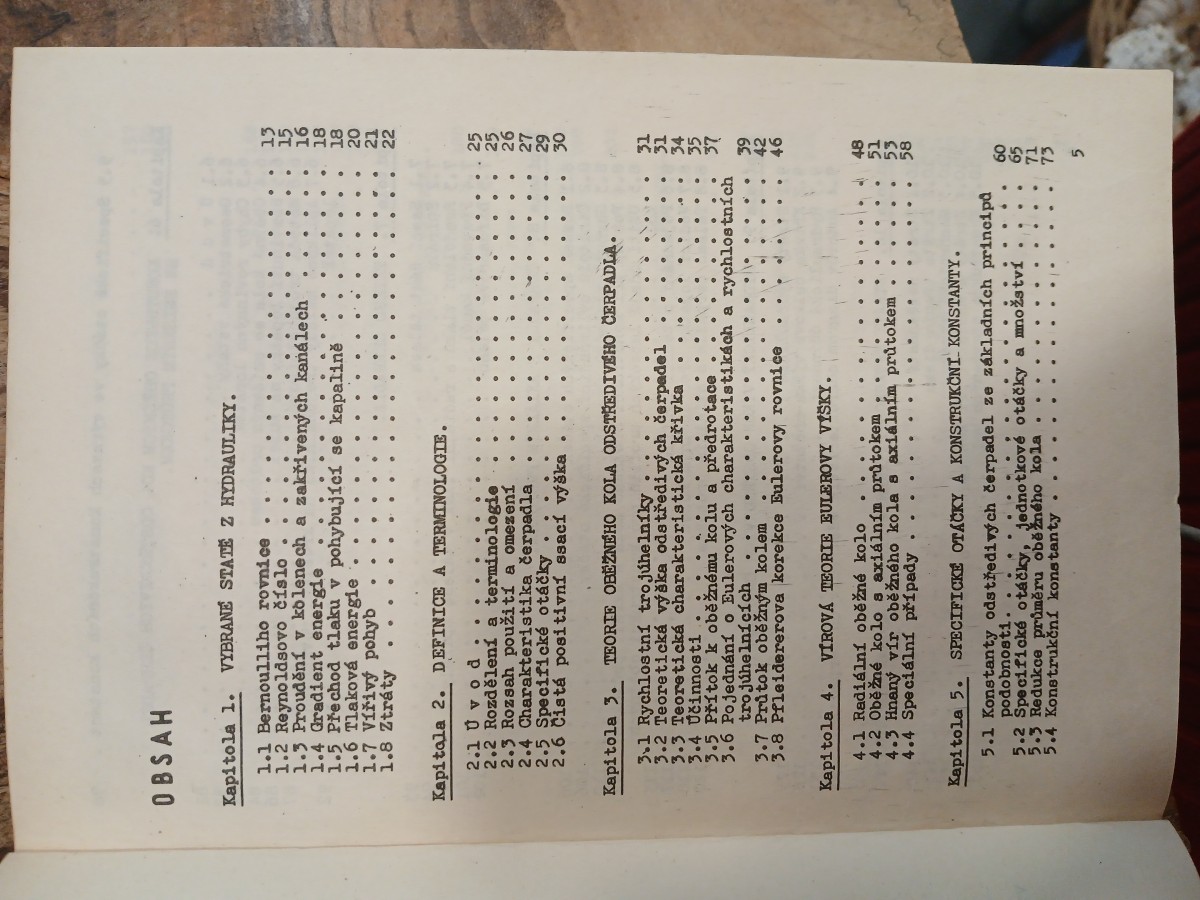 OBSAH
Kapitola 1. VYBRANÉ STATĚ Z HYDRAULIKY.
1.1 Bernoulliho rovnice . . . . . . . . . . . . . . . . . . . . 13
1.2 Reynoldsovo číslo . . . . . . . . . . . . . . . . . . . . . 15
1.3 Proudění v kolenech a zakřivených kanálech . . . . . . . . 16
1.4 Gradient energie . . . . . . . . . . . . . . . . . . . . . 18
1.5 Přechod tlaku v pohybující se kapalině . . . . . . . . . . 18
1.6 Tlaková energie . . . . . . . . . . . . . . . . . . . . . . 20
1.7 Vířivý pohyb . . . . . . . . . . . . . . . . . . . . . . . 21
1.8 Ztráty . . . . . . . . . . . . . . . . . . . . . . . . . . 22
Kapitola 2. DEFINICE A TERMINOLOGIE.
2.1 Úvod . . . . . . . . . . . . . . . . . . . . . . . . . . . 25
2.2 Rozdělení a terminologie . . . . . . . . . . . . . . . . . 25
2.3 Rozsah použití a omezení . . . . . . . . . . . . . . . . . 26
2.4 Charakteristika čerpadla . . . . . . . . . . . . . . . . . 27
2.5 Specifické otáčky . . . . . . . . . . . . . . . . . . . . . 29
2.6 Čistá positivní ssací výška . . . . . . . . . . . . . . . . 30
Kapitola 3. TEORIE OBĚŽNÉHO KOLA ODSTŘEDIVÉHO ČERPADLA.
3.1 Rychlostní trojúhelníky . . . . . . . . . . . . . . . . . . 31
3.2 Teoretická výška odstředivých čerpadel . . . . . . . . . . 31
3.3 Teoretická charakteristická křivka . . . . . . . . . . . . 34
3.4 Účinnosti . . . . . . . . . . . . . . . . . . . . . . . . . 35
3.5 Přítok k oběžnému kolu a předrotace . . . . . . . . . . . . 37
3.6 Pojednání o Eulerových charakteristikách a rychlostních
trojúhelnících . . . . . . . . . . . . . . . . . . . . . . 39
3.7 Průtok oběžným kolem . . . . . . . . . . . . . . . . . . . 42
3.8 Pfleidererova korekce Eulerovy rovnice . . . . . . . . . . 46
Kapitola 4. VÍROVÁ TEORIE EULEROVY VÝŠKY.
4.1 Radiální oběžné kolo . . . . . . . . . . . . . . . . . . . 48
4.2 Oběžné kolo s axiálním průtokem . . . . . . . . . . . . . . 51
4.3 Hnaný vír oběžného kola s axiálním průtokem . . . . . . . . 53
4.4 Speciální případy . . . . . . . . . . . . . . . . . . . . . 58
Kapitola 5. SPECIFICKÉ OTÁČKY A KONSTRUKČNÍ KONSTANTY.
5.1 Konstanty odstředivých čerpadel ze základních principů
podobnosti . . . . . . . . . . . . . . . . . . . . . . . . 60
5.2 Specifické otáčky, jednotkové otáčky a množství . . . . . . 65
5.3 Redukce průměru oběžného kola . . . . . . . . . . . . . . . 71
5.4 Konstrukční konstanty . . . . . . . . . . . . . . . . . . . 73
5